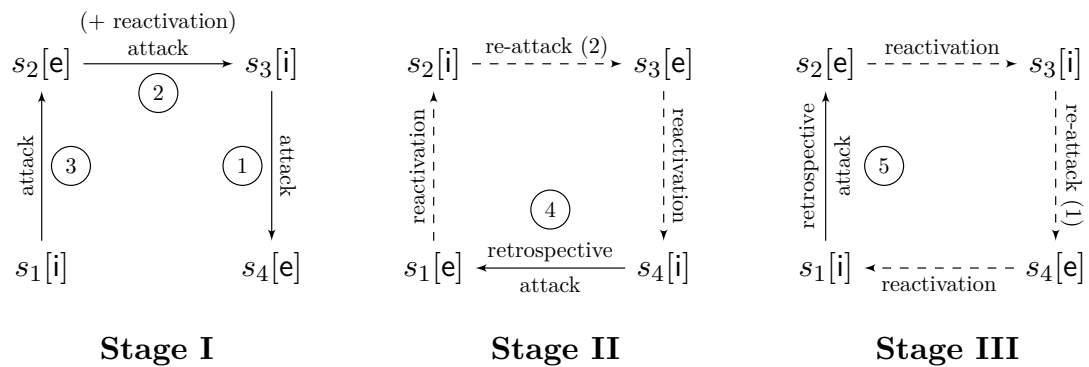 (+ reactivation)
attack
s₂[e]
s₃[i]
2
attack
3
1
attack
s₁[i]
s₄[e]
Stage I
re-attack (2)
s₂[i]
s₃[e]
reactivation
reactivation
4
retrospective
s₁[e]
s₄[i]
attack
Stage II
reactivation
s₂[e]
s₃[i]
retrospective
attack
5
re-attack (1)
s₁[i]
s₄[e]
reactivation
Stage III